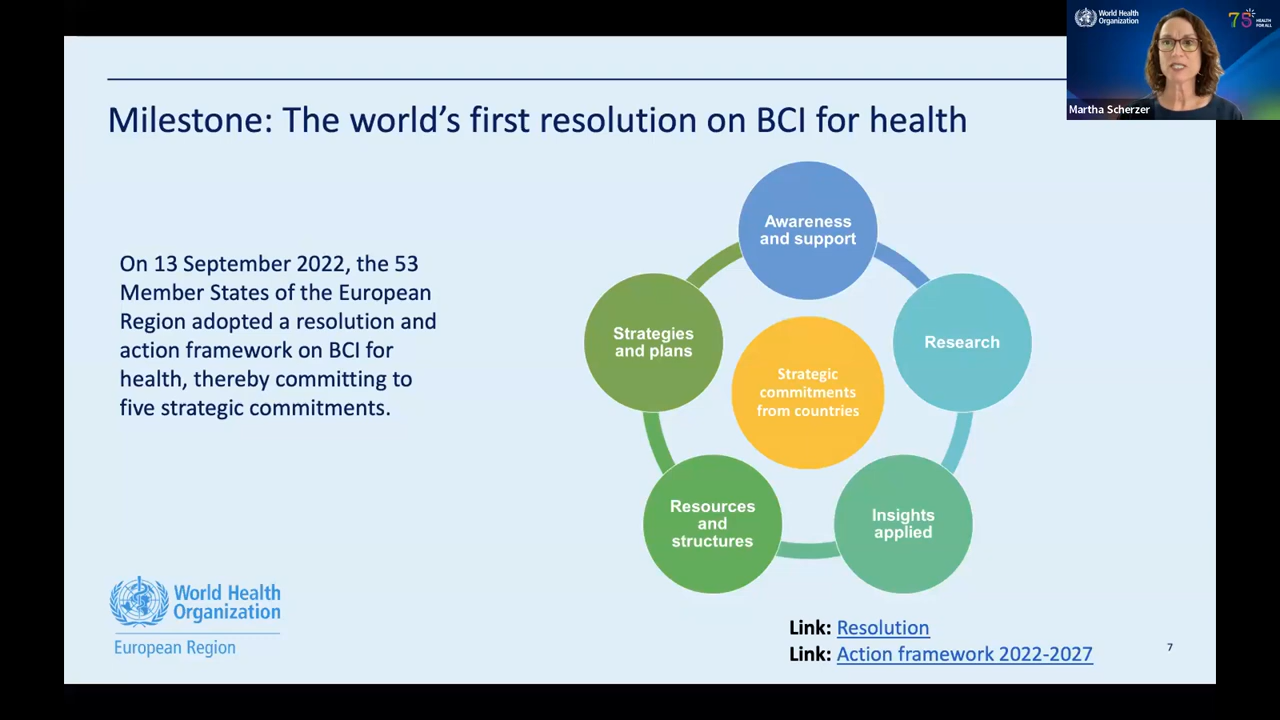 World Health
Organization
75
HEALTH
FOR ALL
Martha Scherzer
Milestone: The world's first resolution on BCI for health
On 13 September 2022, the 53
Member States of the European
Region adopted a resolution and
action framework on BCI for
health, thereby committing to
five strategic commitments.
Awareness
and support
Strategies
and plans
Research
Strategic
commitments
from countries
Resources
and
structures
Insights
applied
World Health
Organization
European Region
Link: Resolution
Link: Action framework 2022-2027
7